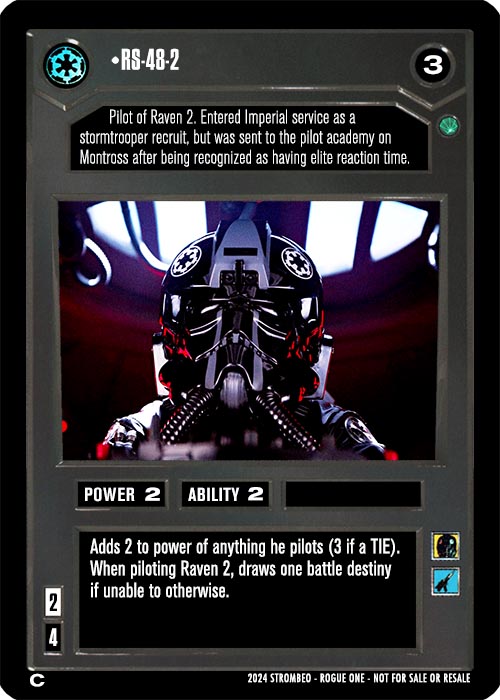 •RS-48-2
3
Pilot of Raven 2. Entered Imperial service as a
stormtrooper recruit, but was sent to the pilot academy on
Montross after being recognized as having elite reaction time.
POWER 2
ABILITY 2
Adds 2 to power of anything he pilots (3 if a TIE).
When piloting Raven 2, draws one battle destiny
if unable to otherwise.
2
4
C
2024 STROMBEO - ROGUE ONE - NOT FOR SALE OR RESALE